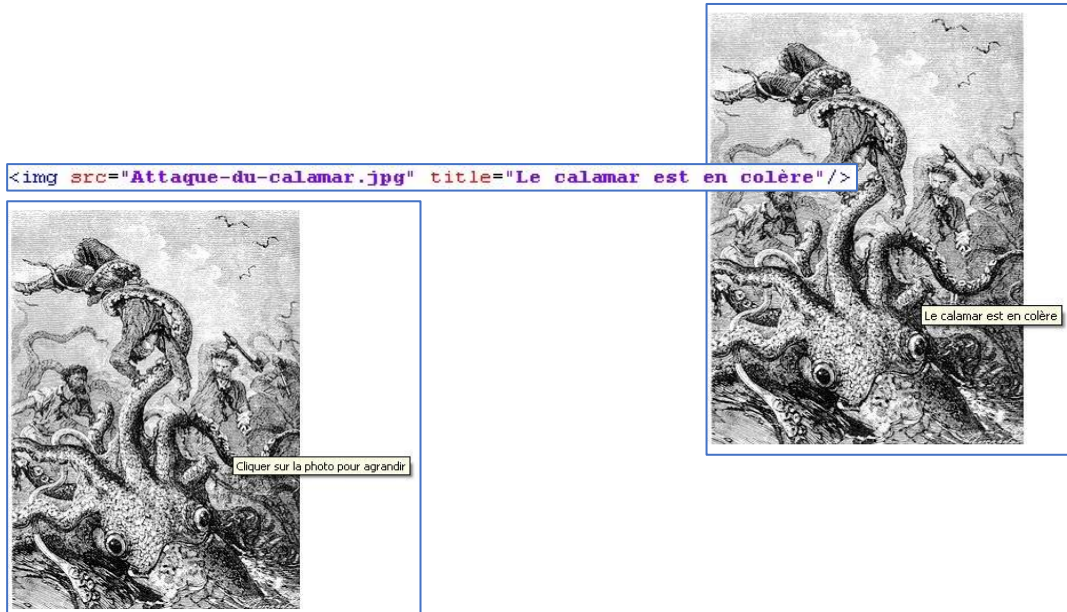 <img src="Attaque-du-calamar.jpg" title="Le calamar est en colère"/>
Le calamar est en colère
Cliquer sur la photo pour agrandir